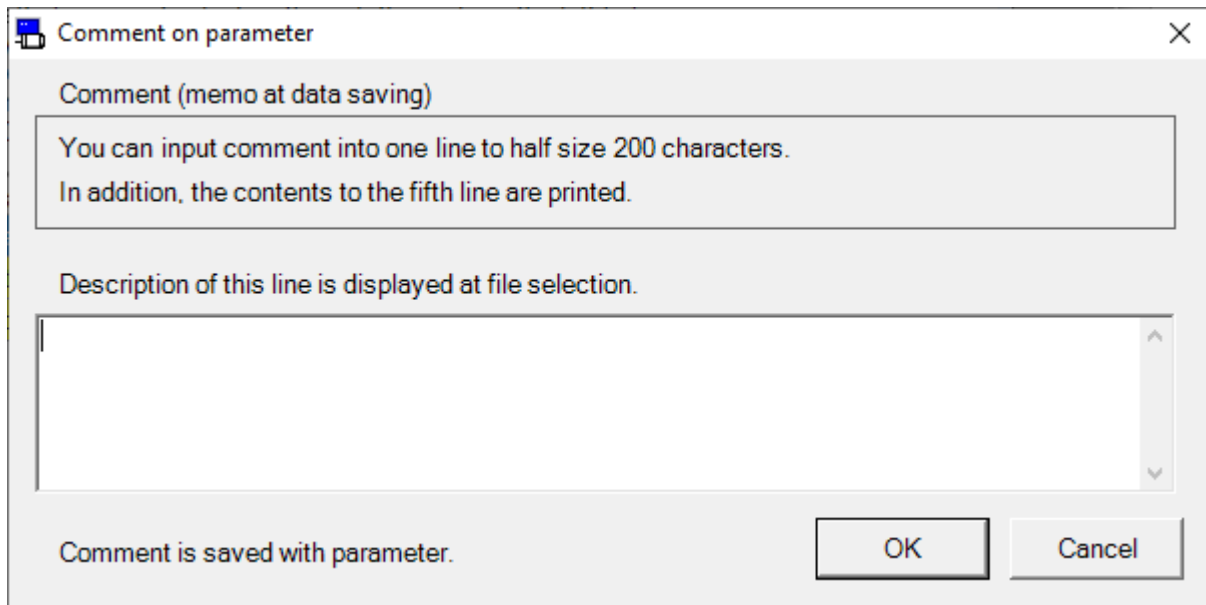 Comment on parameter
Comment (memo at data saving)
You can input comment into one line to half size 200 characters.
In addition, the contents to the fifth line are printed.
Description of this line is displayed at file selection.
Comment is saved with parameter.
OK
Cancel